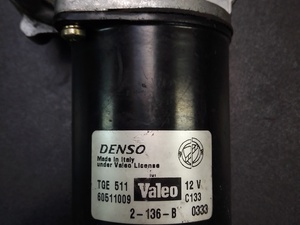 DENSO
Made in Italy
under Valeo License
TGE 511 Valeo 12 V
60511009 C133
2-136-B 0333